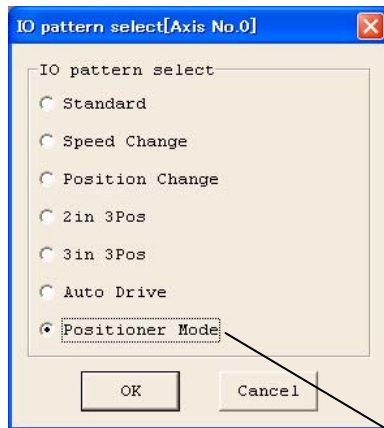 IO pattern select[Axis No.0]
IO pattern select
Standard
Speed Change
Position Change
2in 3Pos
3in 3Pos
Auto Drive
Positioner Mode
OK Cancel